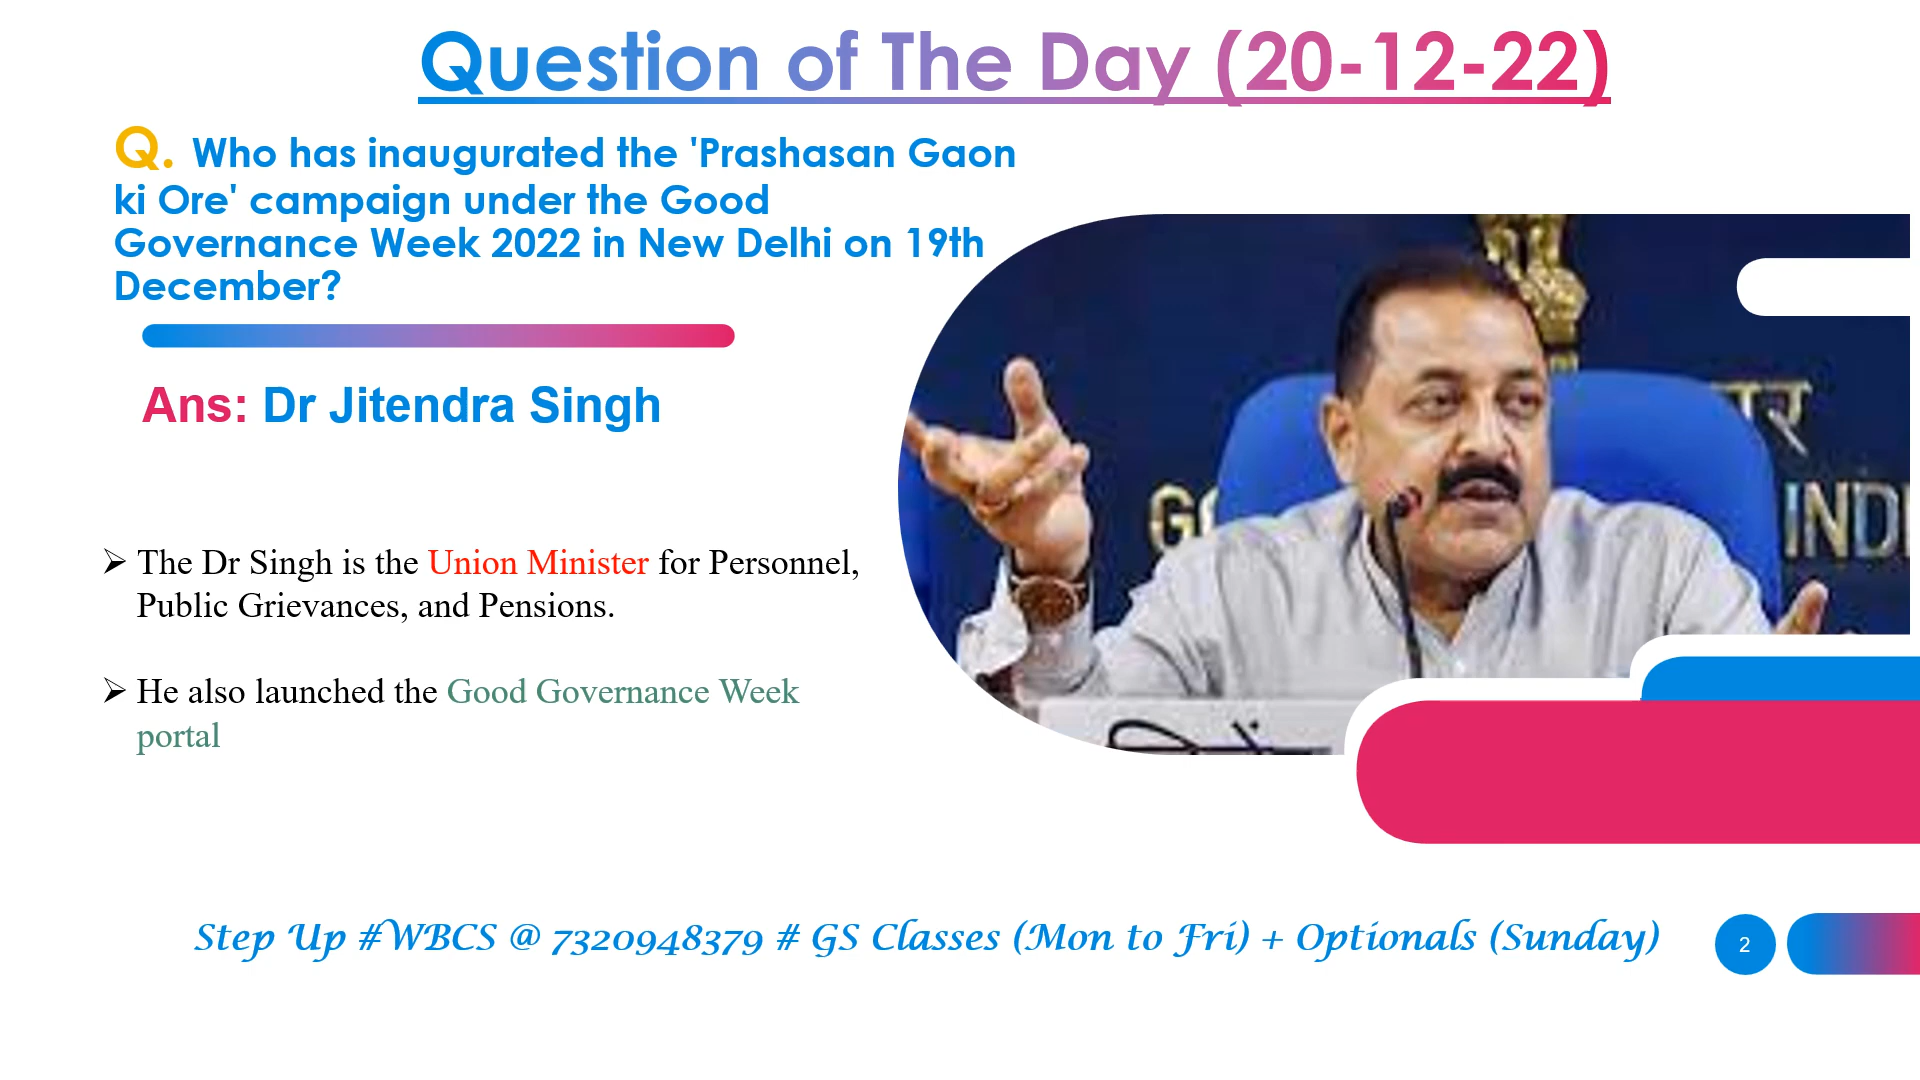 Question of The Day (20-12-22)
Q. Who has inaugurated the 'Prashasan Gaon
ki Ore' campaign under the Good
Governance Week 2022 in New Delhi on 19th
December?
Ans: Dr Jitendra Singh
➢ The Dr Singh is the Union Minister for Personnel,
Public Grievances, and Pensions.
➢ He also launched the Good Governance Week
portal
INDI
Step Up #WBCS @ 7320948379 # GS Classes (Mon to Fri) + Optionals (Sunday)
2